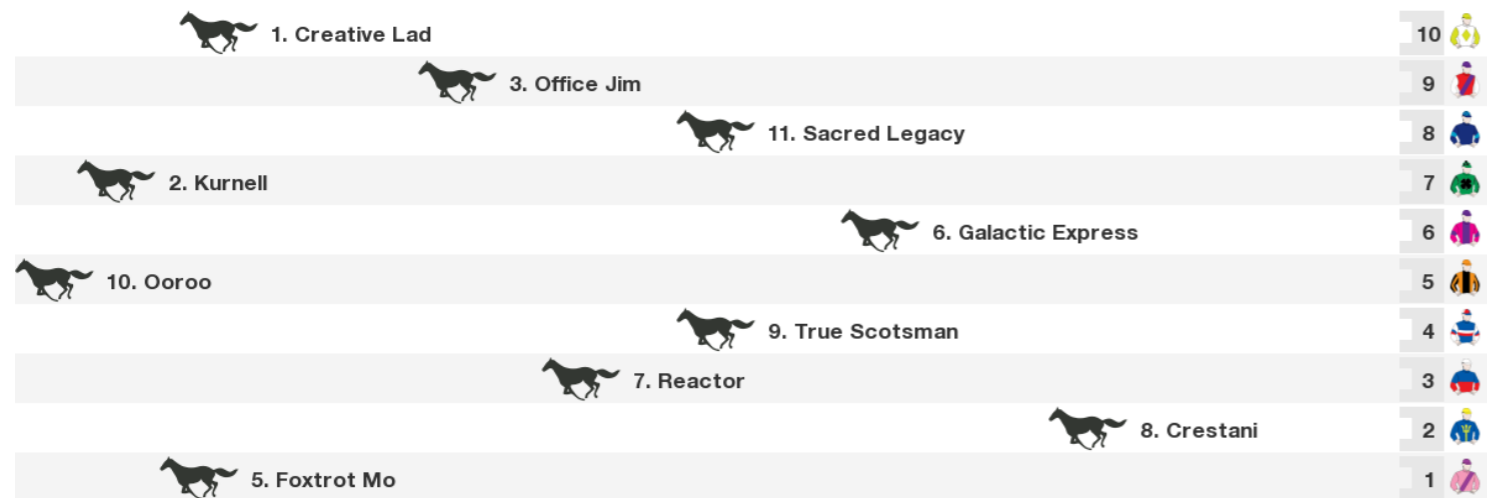 1. Creative Lad 10
3. Office Jim 9
11. Sacred Legacy 8
2. Kurnell 7
6. Galactic Express 6
10. Ooroo 5
9. True Scotsman 4
7. Reactor 3
8. Crestani 2
5. Foxtrot Mo 1